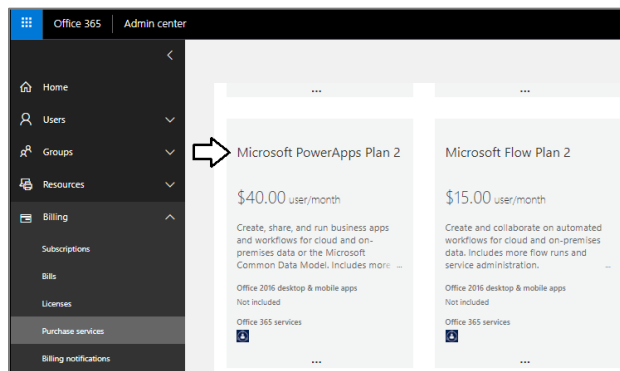 Office 365
Admin center
Home
Users
Groups
Resources
Billing
Subscriptions
Bills
Licenses
Purchase services
Billing notifications
...
Microsoft PowerApps Plan 2
$40.00 user/month
Create, share, and run business apps
and workflows for cloud and on-
premises data or the Microsoft
Common Data Model. Includes more ...
Office 2016 desktop & mobile apps
Not included
Office 365 services
...
...
Microsoft Flow Plan 2
$15.00 user/month
Create and collaborate on automated
workflows for cloud and on-premises
data. Includes more flow runs and
service administration. ...
Office 2016 desktop & mobile apps
Not included
Office 365 services
...